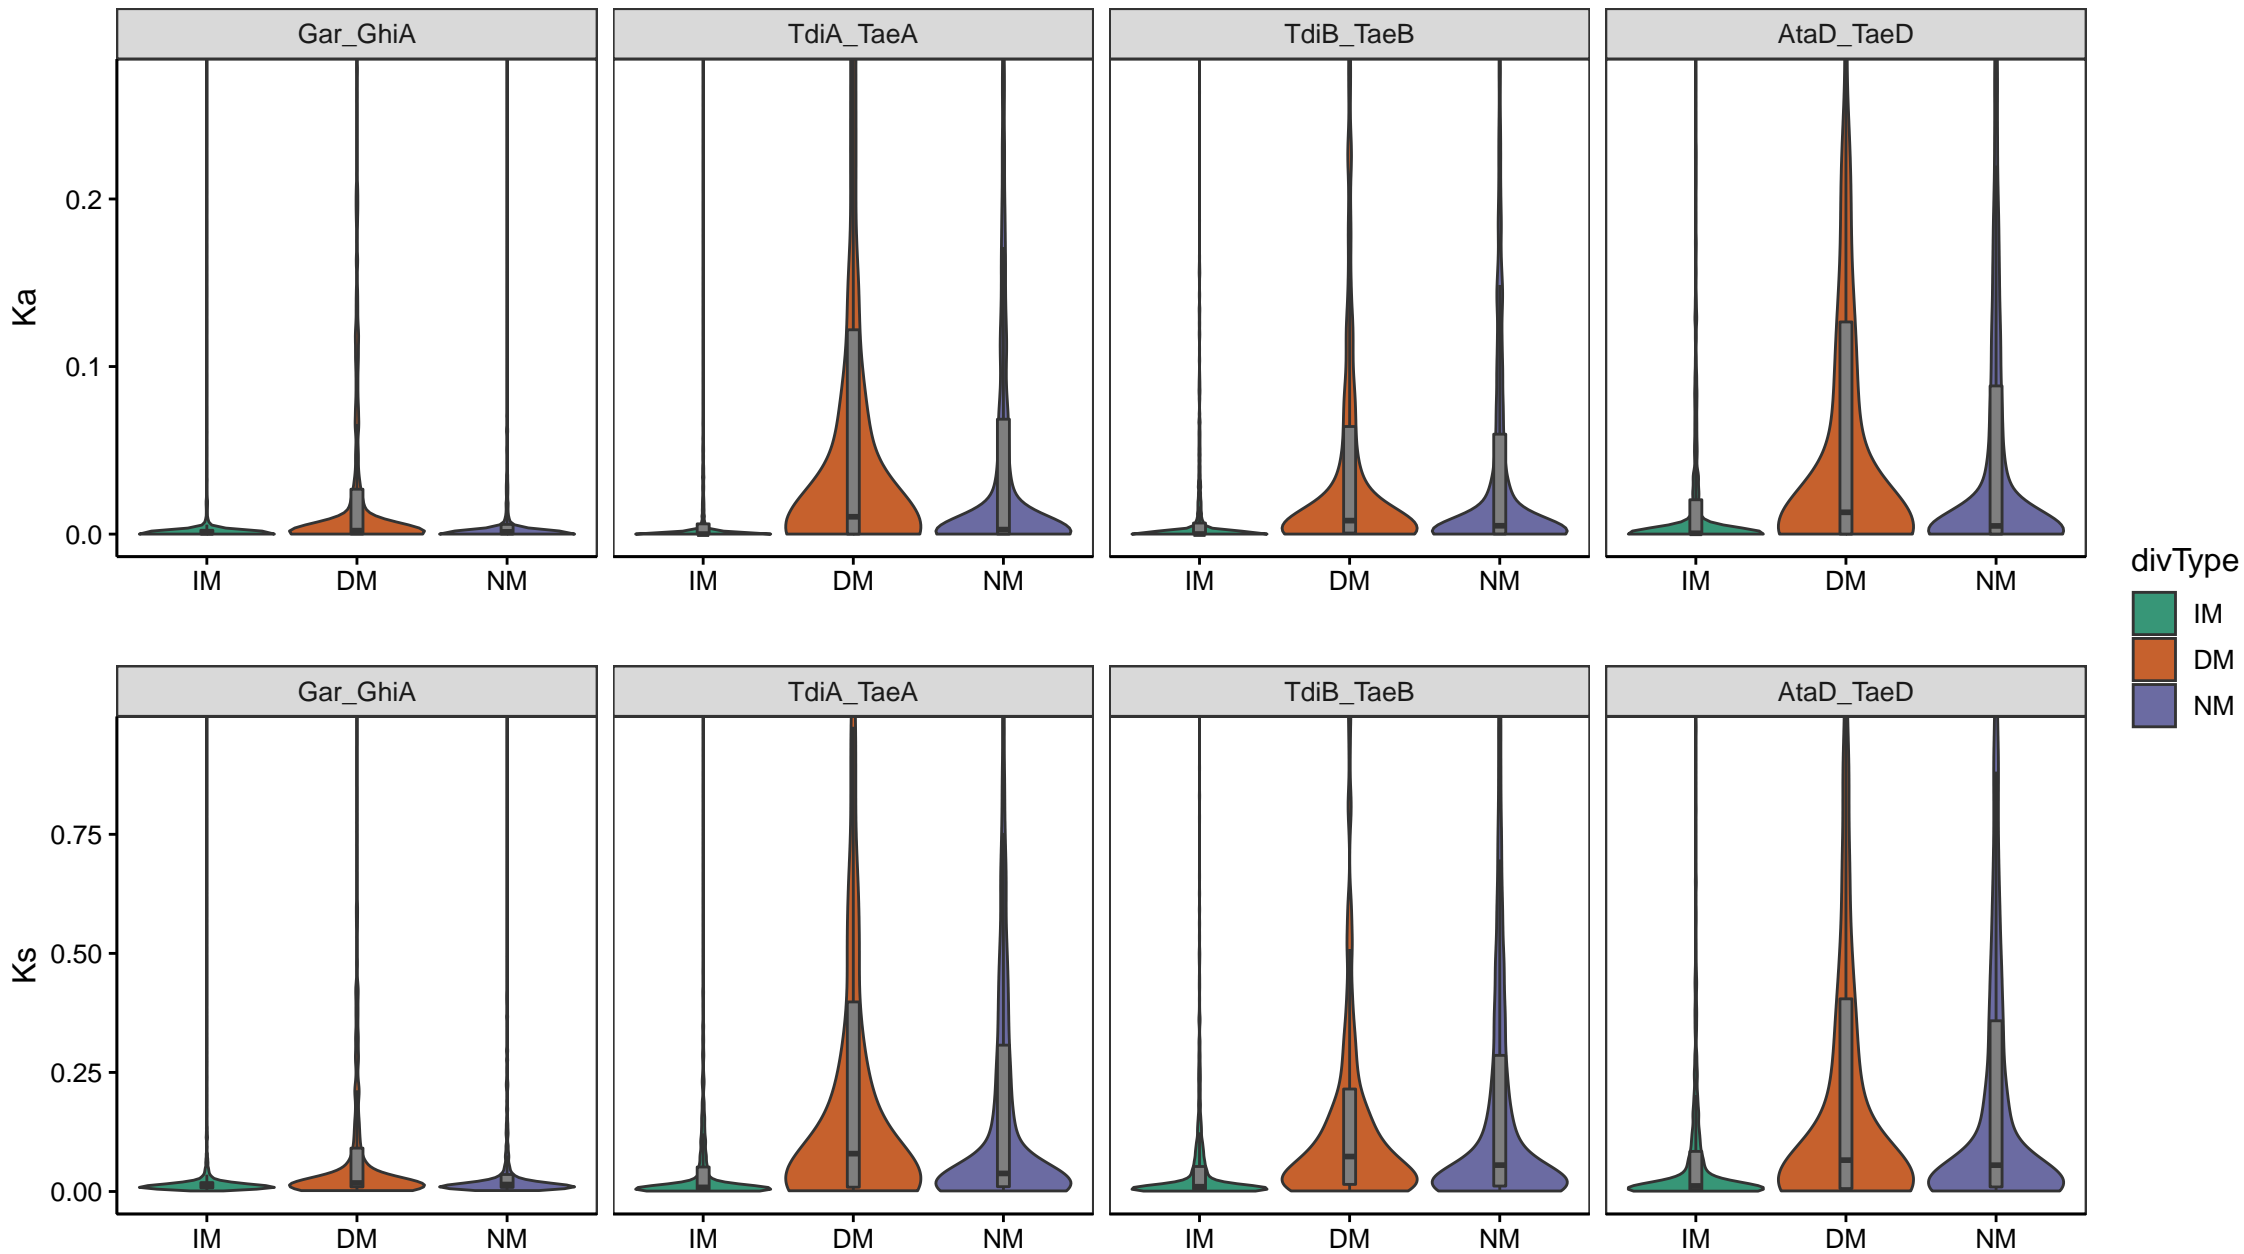 Gar_GhiA TdiA_TaeA TdiB_TaeB AtaD_TaeD
Ka
0.2
0.1
0.0
IM DM NM IM DM NM IM DM NM IM DM NM
divType
IM
DM
NM
Gar_GhiA TdiA_TaeA TdiB_TaeB AtaD_TaeD
Ks
0.75
0.50
0.25
0.00
IM DM NM IM DM NM IM DM NM IM DM NM